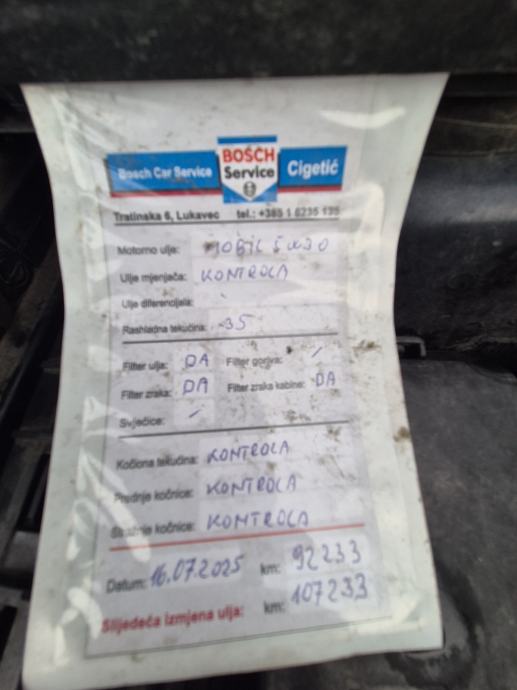 BOSCH
Service
Bosch Car Service
Cigetić
Tratinska 6, Lukavec tel.: +385 1 6235 135
Motorno ulje: MOBIL 5W30
Ulje mjenjača: KONTROLA
Ulje diferencijala:
Rashladna tekućina: -35
Filter ulja: DA Filter goriva: /
Filter zraka: DA Filter zraka kabine: DA
Svjećice: /
Kočiona tekućina: KONTROLA
Prednje kočnice: KONTROLA
Stražnje kočnice: KONTROLA
Datum: 16.07.2025 km: 92233
Slijedeća izmjena ulja: km: 107233